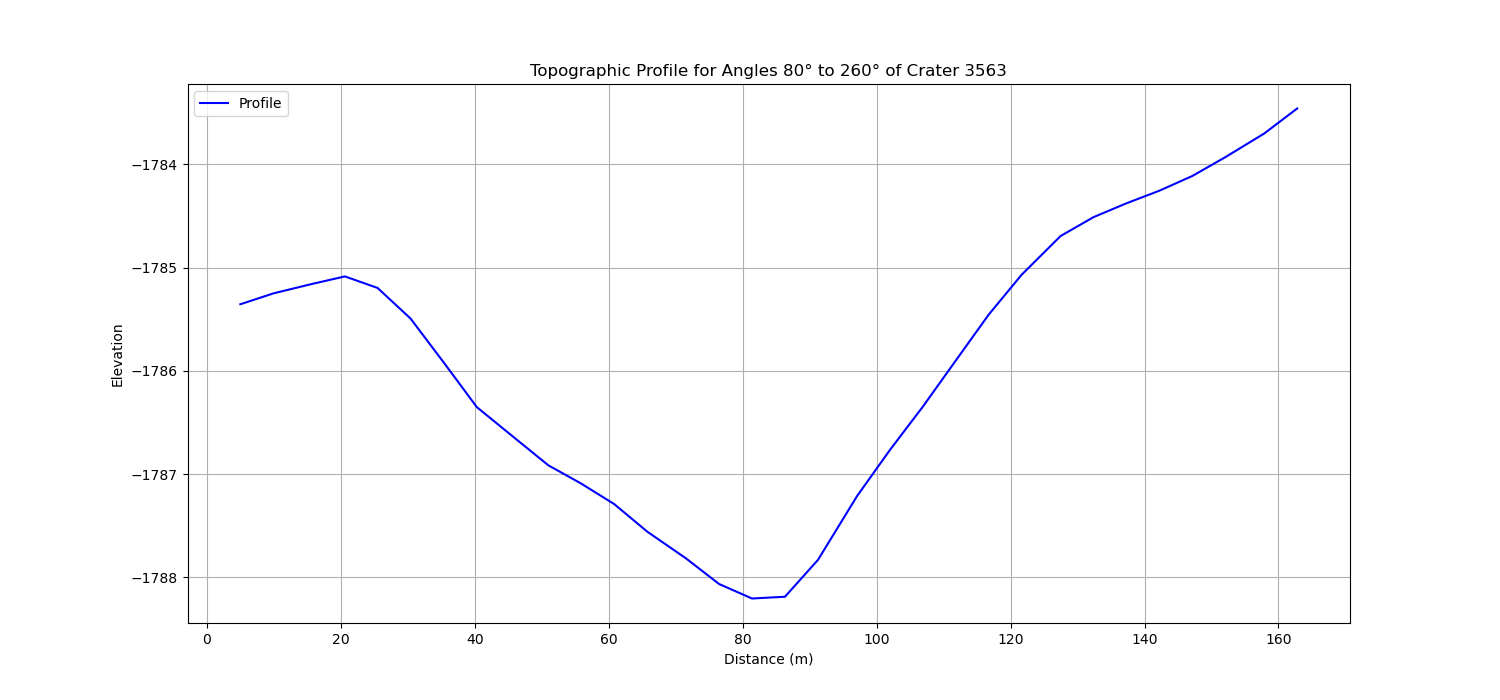 Topographic Profile for Angles 80° to 260° of Crater 3563
Profile
Elevation
−1784
−1785
−1786
−1787
−1788
0 20 40 60 80 100 120 140 160
Distance (m)